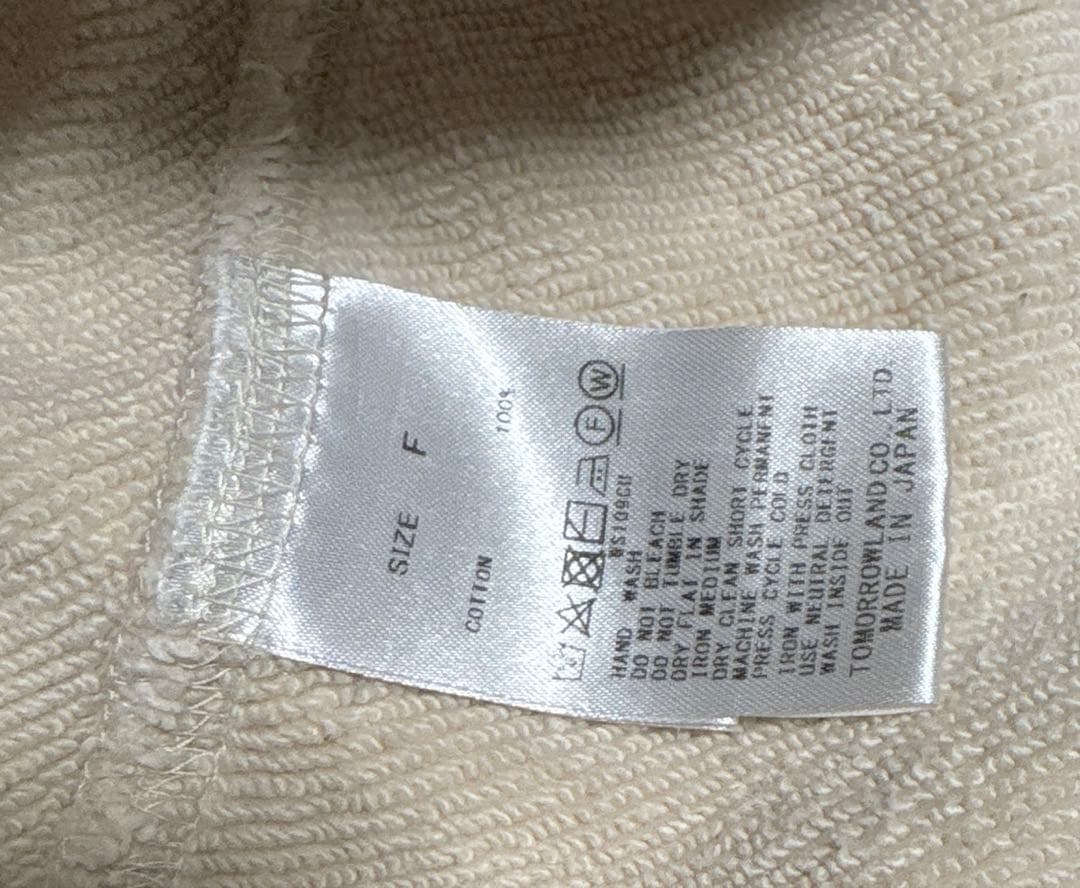 SIZE F
COTTON 100%
F W
HAND WASH
DO NOT BLEACH
DO NOT TUMBLE DRY
DRY FLAT IN SHADE
IRON MEDIUM
DRY CLEAN SHORT CYCLE
MACHINE WASH PERMANENT
PRESS CYCLE COLD
IRON WITH PRESS CLOTH
USE NEUTRAL DETERGENT
WASH INSIDE OUT
TOMORROWLAND CO., LTD.
MADE IN JAPAN